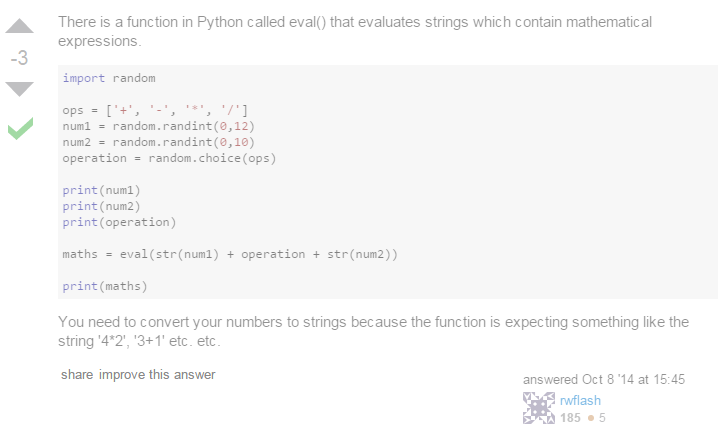 There is a function in Python called eval() that evaluates strings which contain mathematical
expressions.
-3
import random
ops = ['+', '-', '*', '/']
num1 = random.randint(0,12)
num2 = random.randint(0,10)
operation = random.choice(ops)
print(num1)
print(num2)
print(operation)
maths = eval(str(num1) + operation + str(num2))
print(maths)
You need to convert your numbers to strings because the function is expecting something like the
string '4*2', '3+1' etc. etc.
share improve this answer
answered Oct 8 '14 at 15:45
rwflash
185 ● 5